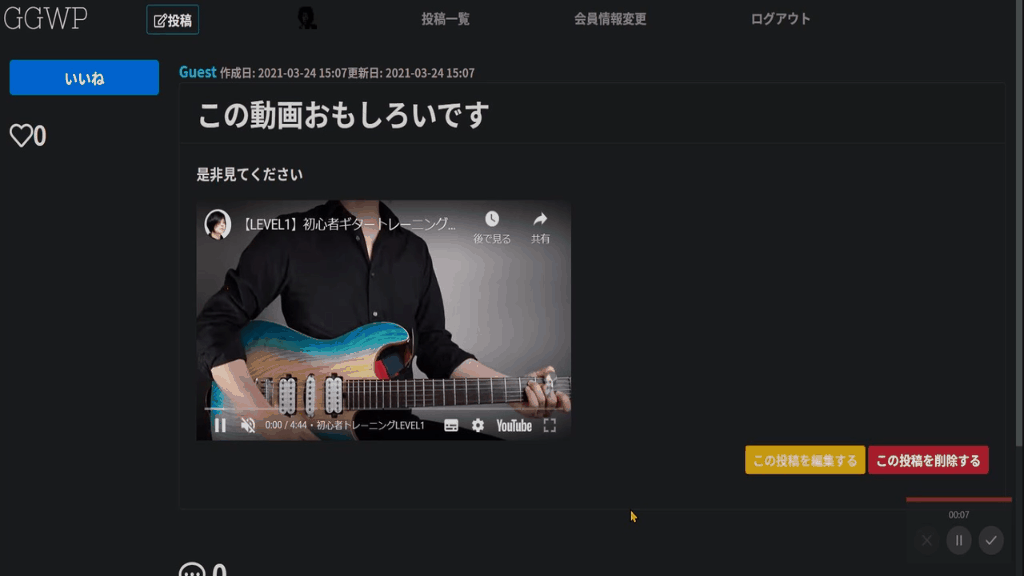 GGWP
投稿
投稿一覧
会員情報変更
ログアウト
いいね
0
Guest 作成日: 2021-03-24 15:07更新日: 2021-03-24 15:07
この動画おもしろいです
是非見てください
【LEVEL1】初心者ギタートレーニング...
後で見る
共有
0:00 / 4:44・初心者トレーニングLEVEL1
YouTube
この投稿を編集する
この投稿を削除する
00:07
0